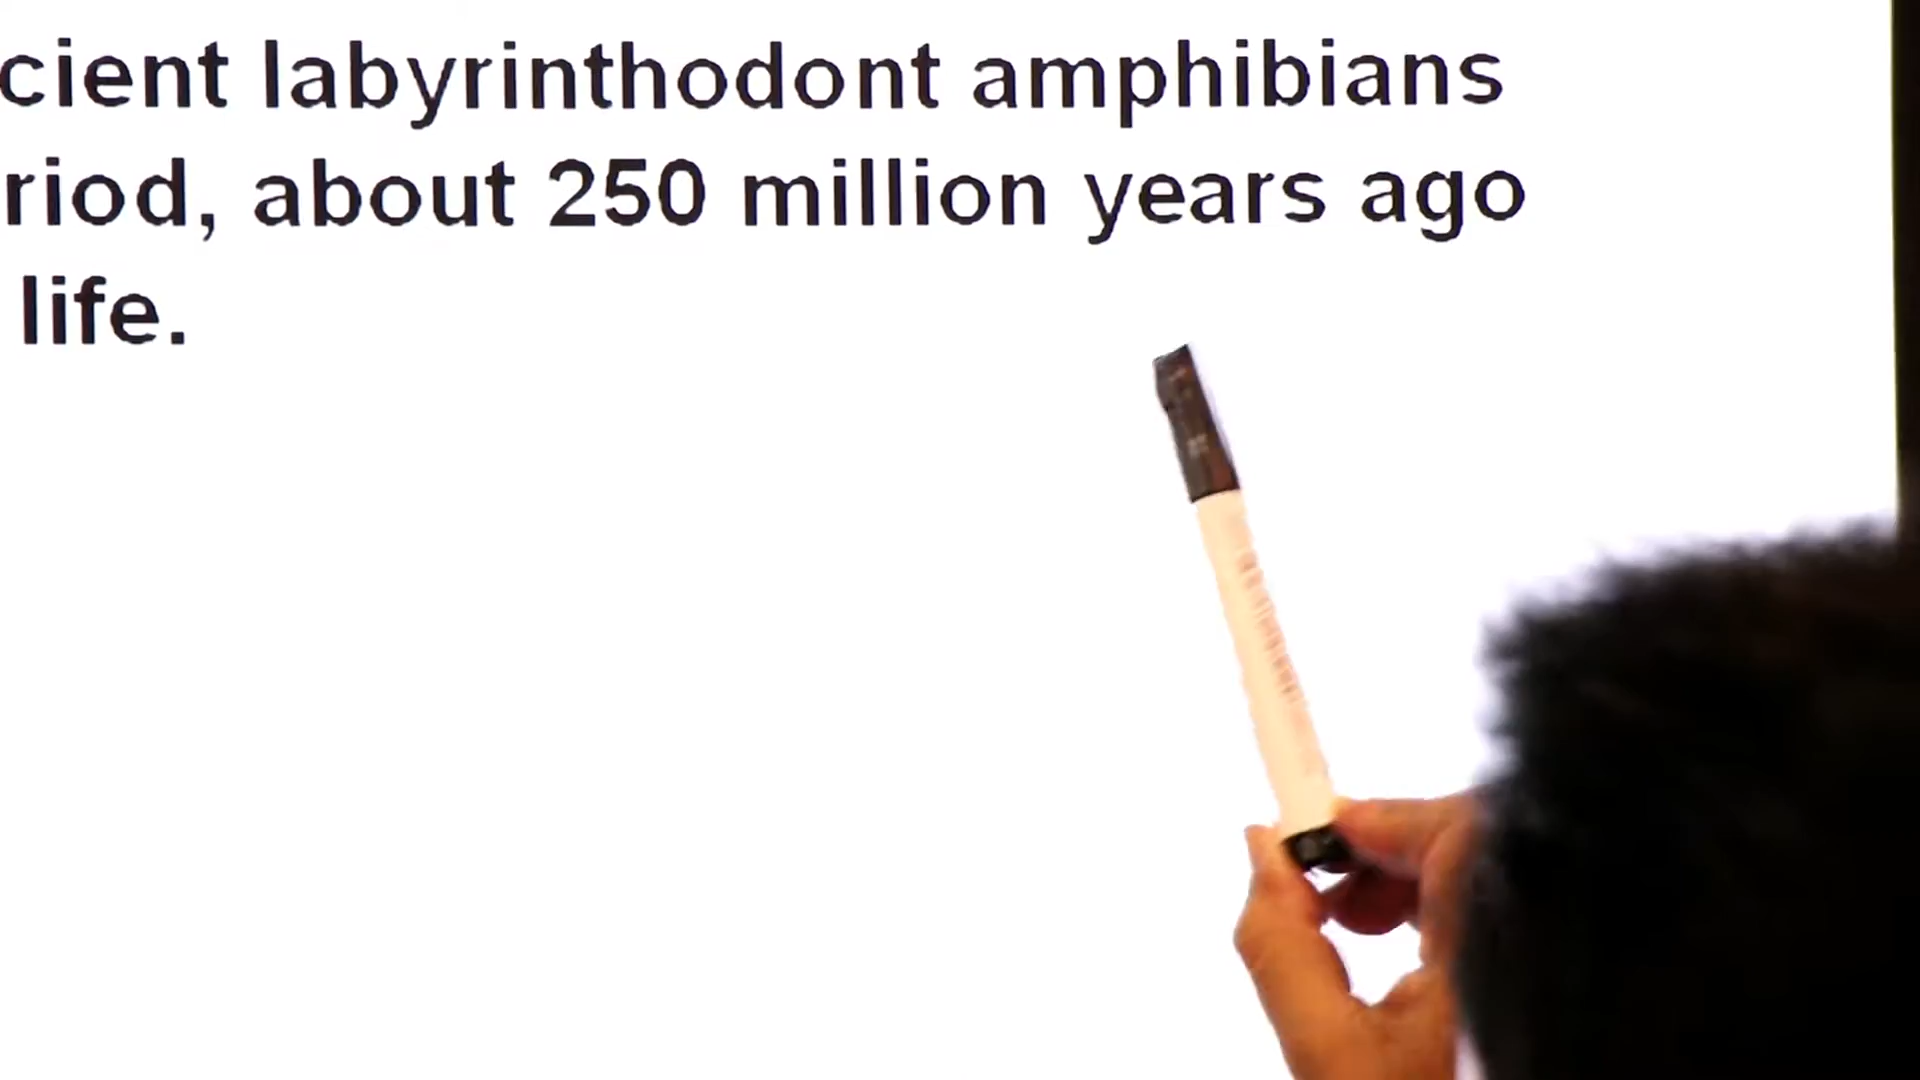 cient labyrinthodont amphibians
riod, about 250 million years ago
life.